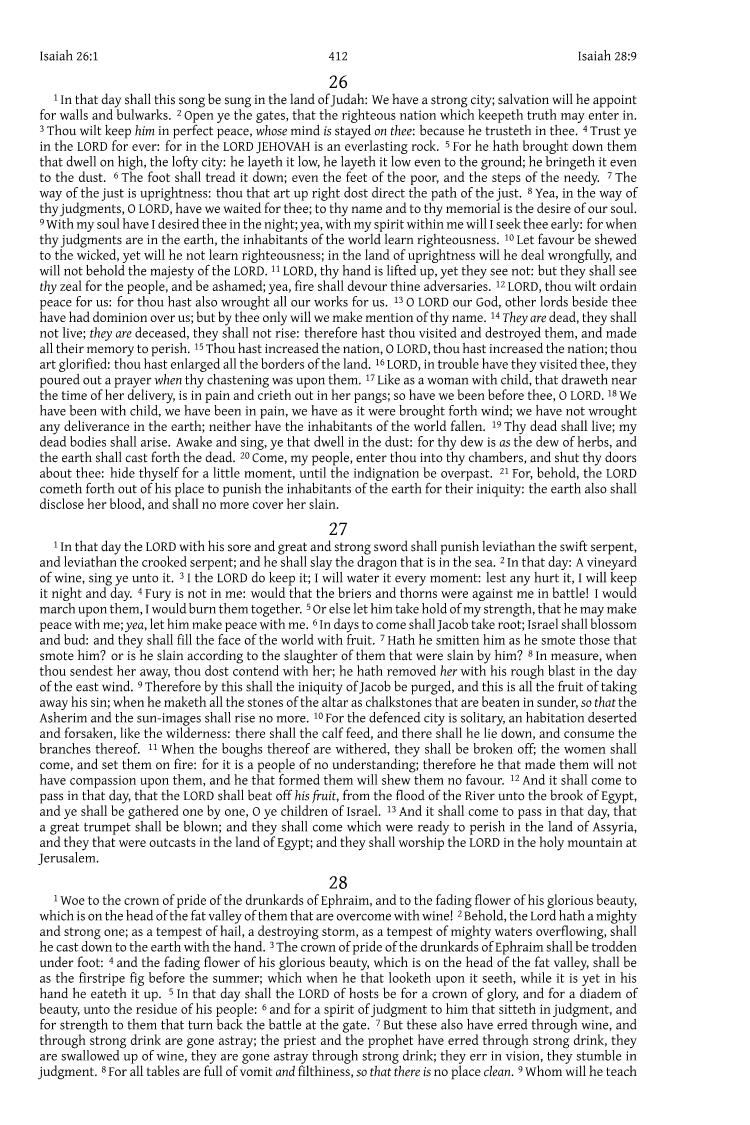 Isaiah 26:1 412 Isaiah 28:9
26
1 In that day shall this song be sung in the land of Judah: We have a strong city; salvation will he appoint
for walls and bulwarks. 2 Open ye the gates, that the righteous nation which keepeth truth may enter in.
3 Thou wilt keep him in perfect peace, whose mind is stayed on thee: because he trusteth in thee. 4 Trust ye
in the LORD for ever: for in the LORD JEHOVAH is an everlasting rock. 5 For he hath brought down them
that dwell on high, the lofty city: he layeth it low, he layeth it low even to the ground; he bringeth it even
to the dust. 6 The foot shall tread it down; even the feet of the poor, and the steps of the needy. 7 The
way of the just is uprightness: thou that art up right dost direct the path of the just. 8 Yea, in the way of
thy judgments, O LORD, have we waited for thee; to thy name and to thy memorial is the desire of our soul.
9 With my soul have I desired thee in the night; yea, with my spirit within me will I seek thee early: for when
thy judgments are in the earth, the inhabitants of the world learn righteousness. 10 Let favour be shewed
to the wicked, yet will he not learn righteousness; in the land of uprightness will he deal wrongfully, and
will not behold the majesty of the LORD. 11 LORD, thy hand is lifted up, yet they see not: but they shall see
thy zeal for the people, and be ashamed; yea, fire shall devour thine adversaries. 12 LORD, thou wilt ordain
peace for us: for thou hast also wrought all our works for us. 13 O LORD our God, other lords beside thee
have had dominion over us; but by thee only will we make mention of thy name. 14 They are dead, they shall
not live; they are deceased, they shall not rise: therefore hast thou visited and destroyed them, and made
all their memory to perish. 15 Thou hast increased the nation, O LORD, thou hast increased the nation; thou
art glorified: thou hast enlarged all the borders of the land. 16 LORD, in trouble have they visited thee, they
poured out a prayer when thy chastening was upon them. 17 Like as a woman with child, that draweth near
the time of her delivery, is in pain and crieth out in her pangs; so have we been before thee, O LORD. 18 We
have been with child, we have been in pain, we have as it were brought forth wind; we have not wrought
any deliverance in the earth; neither have the inhabitants of the world fallen. 19 Thy dead shall live; my
dead bodies shall arise. Awake and sing, ye that dwell in the dust: for thy dew is as the dew of herbs, and
the earth shall cast forth the dead. 20 Come, my people, enter thou into thy chambers, and shut thy doors
about thee: hide thyself for a little moment, until the indignation be overpast. 21 For, behold, the LORD
cometh forth out of his place to punish the inhabitants of the earth for their iniquity: the earth also shall
disclose her blood, and shall no more cover her slain.
27
1 In that day the LORD with his sore and great and strong sword shall punish leviathan the swift serpent,
and leviathan the crooked serpent; and he shall slay the dragon that is in the sea. 2 In that day: A vineyard
of wine, sing ye unto it. 3 I the LORD do keep it; I will water it every moment: lest any hurt it, I will keep
it night and day. 4 Fury is not in me: would that the briers and thorns were against me in battle! I would
march upon them, I would burn them together. 5 Or else let him take hold of my strength, that he may make
peace with me; yea, let him make peace with me. 6 In days to come shall Jacob take root; Israel shall blossom
and bud: and they shall fill the face of the world with fruit. 7 Hath he smitten him as he smote those that
smote him? or is he slain according to the slaughter of them that were slain by him? 8 In measure, when
thou sendest her away, thou dost contend with her; he hath removed her with his rough blast in the day
of the east wind. 9 Therefore by this shall the iniquity of Jacob be purged, and this is all the fruit of taking
away his sin; when he maketh all the stones of the altar as chalkstones that are beaten in sunder, so that the
Asherim and the sun-images shall rise no more. 10 For the defenced city is solitary, an habitation deserted
and forsaken, like the wilderness: there shall the calf feed, and there shall he lie down, and consume the
branches thereof. 11 When the boughs thereof are withered, they shall be broken off; the women shall
come, and set them on fire: for it is a people of no understanding; therefore he that made them will not
have compassion upon them, and he that formed them will shew them no favour. 12 And it shall come to
pass in that day, that the LORD shall beat off his fruit, from the flood of the River unto the brook of Egypt,
and ye shall be gathered one by one, O ye children of Israel. 13 And it shall come to pass in that day, that
a great trumpet shall be blown; and they shall come which were ready to perish in the land of Assyria,
and they that were outcasts in the land of Egypt; and they shall worship the LORD in the holy mountain at
Jerusalem.
28
1 Woe to the crown of pride of the drunkards of Ephraim, and to the fading flower of his glorious beauty,
which is on the head of the fat valley of them that are overcome with wine! 2 Behold, the Lord hath a mighty
and strong one; as a tempest of hail, a destroying storm, as a tempest of mighty waters overflowing, shall
he cast down to the earth with the hand. 3 The crown of pride of the drunkards of Ephraim shall be trodden
under foot: 4 and the fading flower of his glorious beauty, which is on the head of the fat valley, shall be
as the firstripe fig before the summer; which when he that looketh upon it seeth, while it is yet in his
hand he eateth it up. 5 In that day shall the LORD of hosts be for a crown of glory, and for a diadem of
beauty, unto the residue of his people: 6 and for a spirit of judgment to him that sitteth in judgment, and
for strength to them that turn back the battle at the gate. 7 But these also have erred through wine, and
through strong drink are gone astray; the priest and the prophet have erred through strong drink, they
are swallowed up of wine, they are gone astray through strong drink; they err in vision, they stumble in
judgment. 8 For all tables are full of vomit and filthiness, so that there is no place clean. 9 Whom will he teach